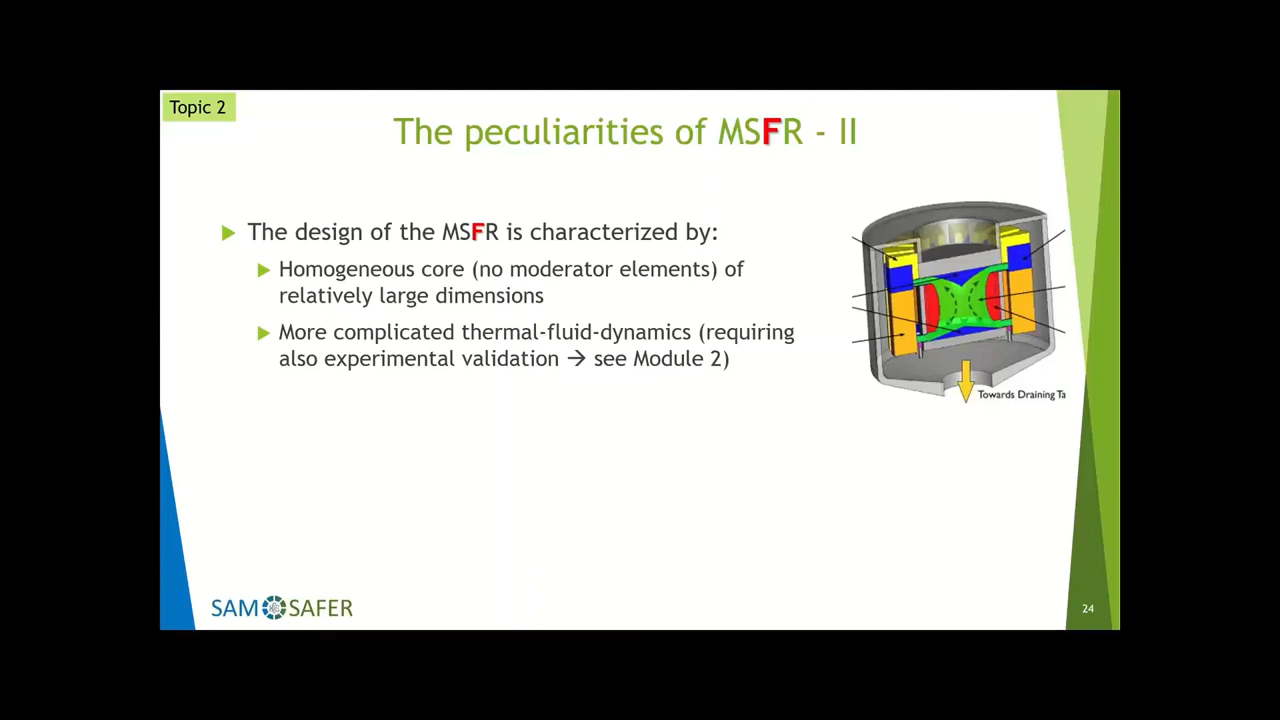 Topic 2
The peculiarities of MSFR - II
The design of the MSFR is characterized by:
Homogeneous core (no moderator elements) of
relatively large dimensions
More complicated thermal-fluid-dynamics (requiring
also experimental validation → see Module 2)
Towards Draining Ta
SAM SAFER
24